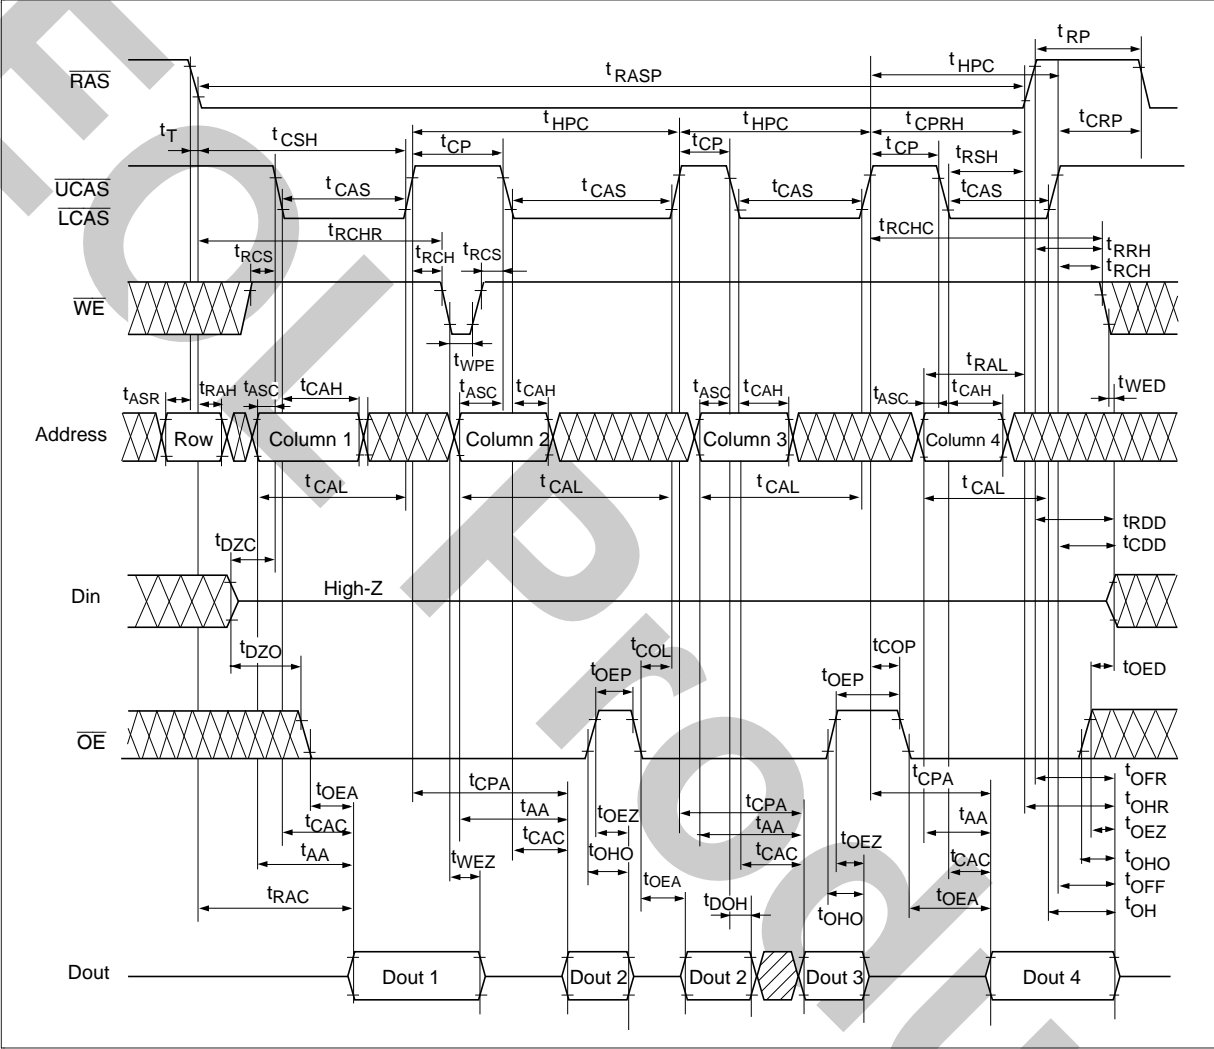 tRP
tHPC
RAS
tRASP
tT
tCSH
tHPC
tHPC
tCPRH
tCRP
tCP
tCP
tCP
tRSH
UCAS
LCAS
tCAS
tCAS
tCAS
tCAS
tRCHR
tRCHC
tRCS
tRCH
tRCS
tRRH
tRCH
WE
tWPE
tRAL
tWED
tASR
tRAH
tASC
tCAH
tASC
tCAH
tASC
tCAH
tASC
tCAH
Address
Row
Column 1
Column 2
Column 3
Column 4
tCAL
tCAL
tCAL
tCAL
tRDD
tCDD
tDZC
Din
High-Z
tDZO
tCOL
tCOP
tOED
tOEP
tOEP
OE
tOEA
tCPA
tCPA
tOFR
tCAC
tAA
tOEZ
tCPA
tAA
tOHR
tAA
tCAC
tOHO
tAA
tOEZ
tOEZ
tWEZ
tCAC
tCAC
tOHO
tRAC
tOEA
tDOH
tOHO
tOEA
tOFF
tOH
Dout
Dout 1
Dout 2
Dout 2
Dout 3
Dout 4
EOL Produ